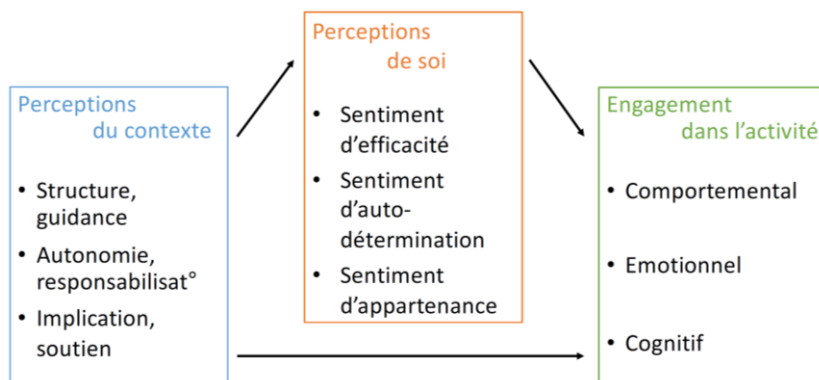 Perceptions
du contexte
• Structure,
guidance
• Autonomie,
responsabilisat°
• Implication,
soutien
Perceptions
de soi
• Sentiment
d'efficacité
• Sentiment
d'auto-
détermination
• Sentiment
d'appartenance
Engagement
dans l'activité
• Comportemental
• Emotionnel
• Cognitif